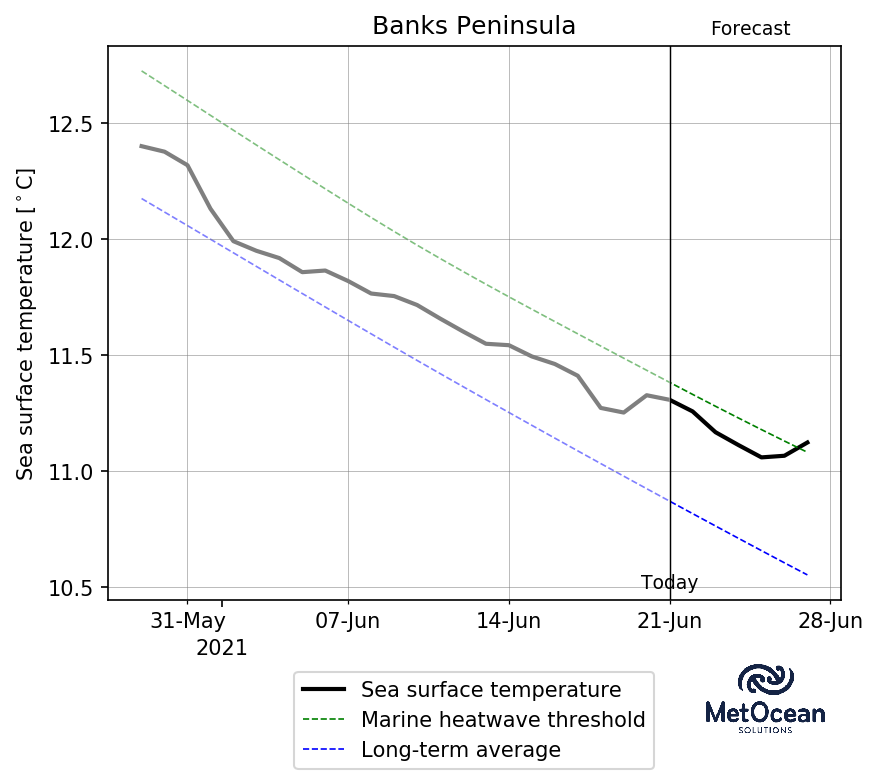 Banks Peninsula
Forecast
Sea surface temperature [°C]
12.5
12.0
11.5
11.0
10.5
Today
31-May 07-Jun 14-Jun 21-Jun 28-Jun
2021
Sea surface temperature
Marine heatwave threshold
Long-term average
MetOcean
SOLUTIONS